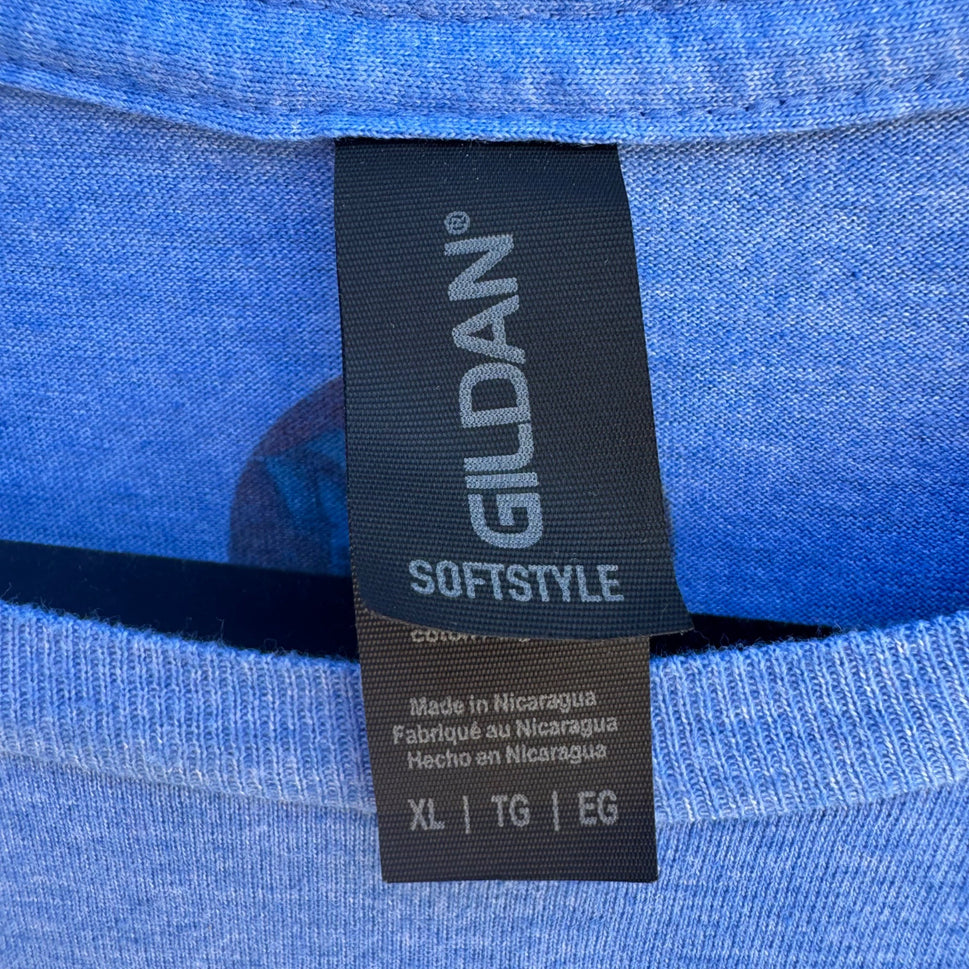 GILDAN®
SOFTSTYLE
Made in Nicaragua
Fabriqué au Nicaragua
Hecho en Nicaragua
XL | TG | EG